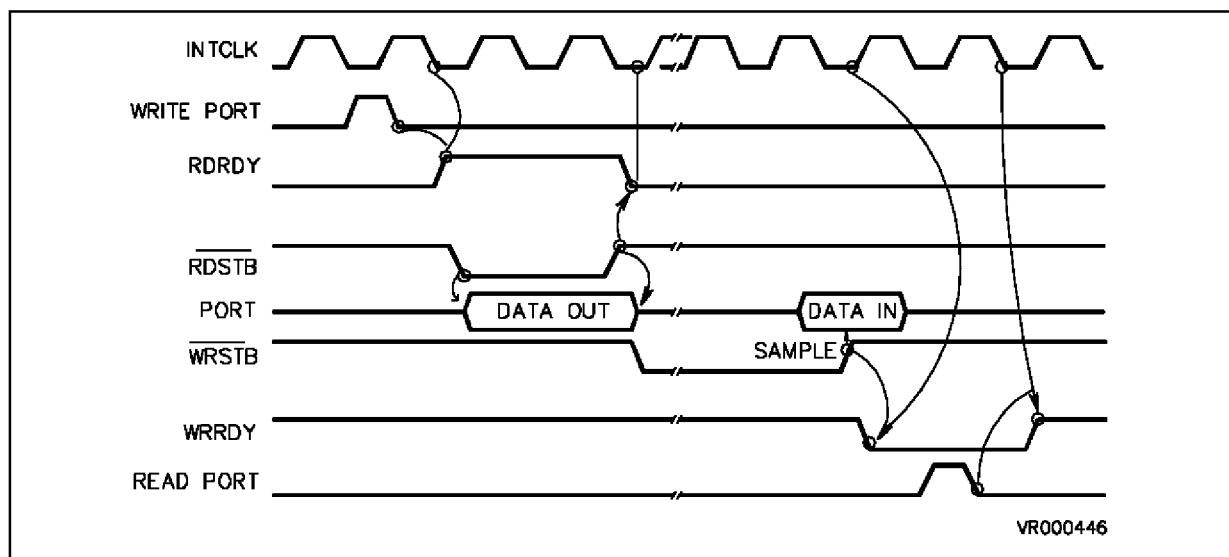 INTCLK
WRITE PORT
RDRDY
RDSTB
PORT DATA OUT DATA IN
WRSTB SAMPLE
WRRDY
READ PORT
VR000446